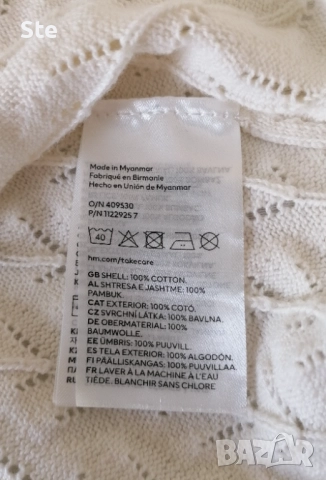 Ste
Made in Myanmar
Fabriqué en Birmanie
Hecho en Unión De Myanmar
O/N 409530
P/N 1122925 7
40
hm.com/takecare
GB SHELL: 100% COTTON.
AL SHTRESA E JASHTME: 100%
PAMBUK.
CAT EXTERIOR: 100% COTÓ.
CZ SVRCHNÍ LÁTKA: 100% BAVLNA.
DE OBERMATERIAL: 100%
BAUMWOLLE.
EE ÜMBRIS: 100% PUUVILL.
ES TELA EXTERIOR: 100% ALGODÓN.
FI PÄÄLLISKANGAS: 100% PUUVILLAA.
FR LAVER À LA MACHINE À L'EAU
TIÈDE. BLANCHIR SANS CHLORE
BAZAR